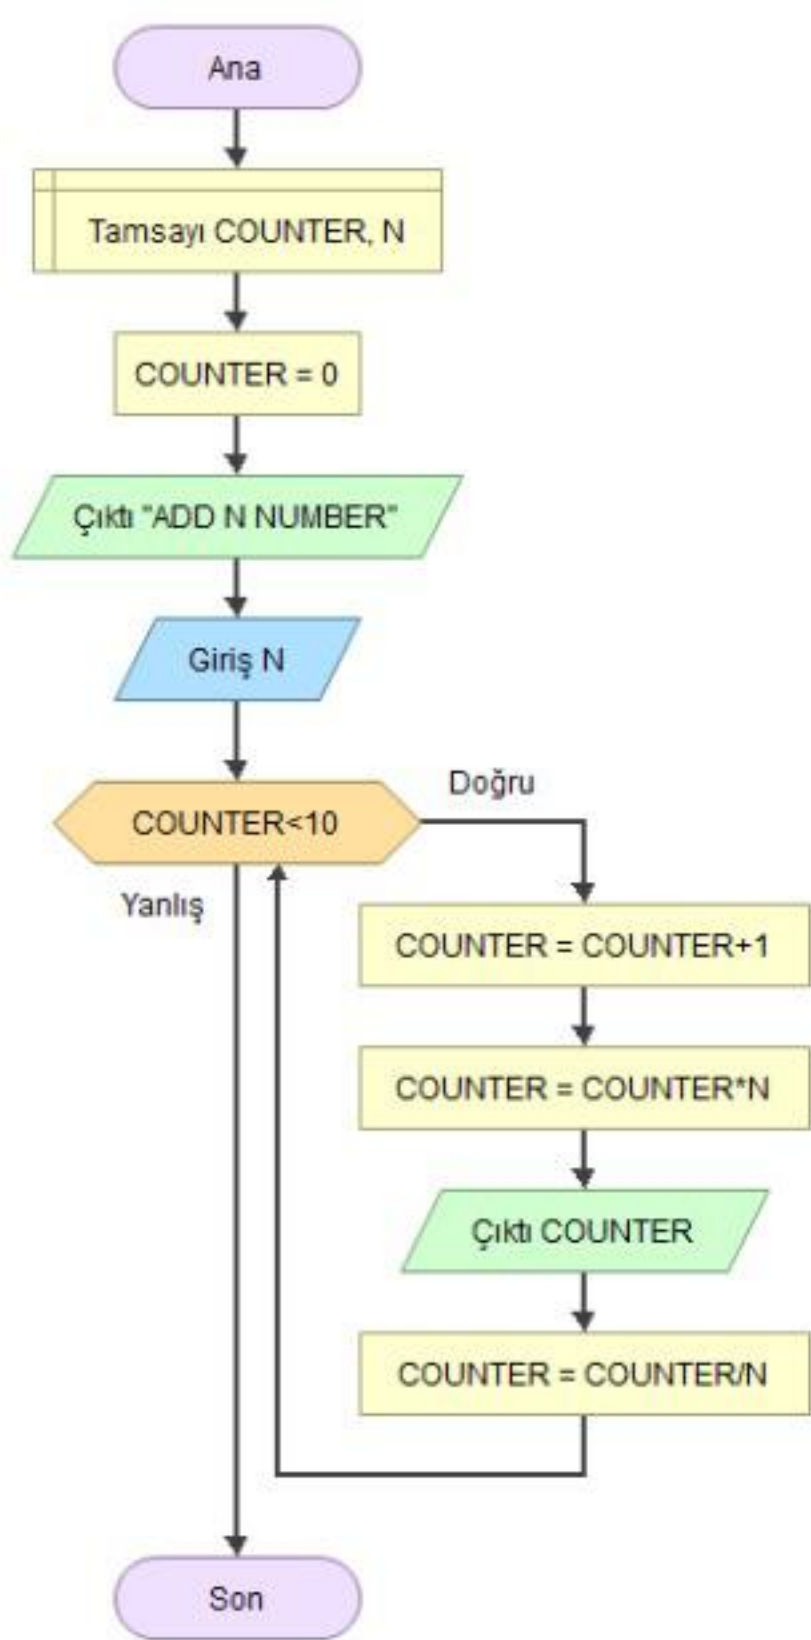 Ana
Tamsayı COUNTER, N
COUNTER = 0
Çıktı "ADD N NUMBER"
Giriş N
COUNTER<10
Doğru
Yanlış
COUNTER = COUNTER+1
COUNTER = COUNTER*N
Çıktı COUNTER
COUNTER = COUNTER/N
Son